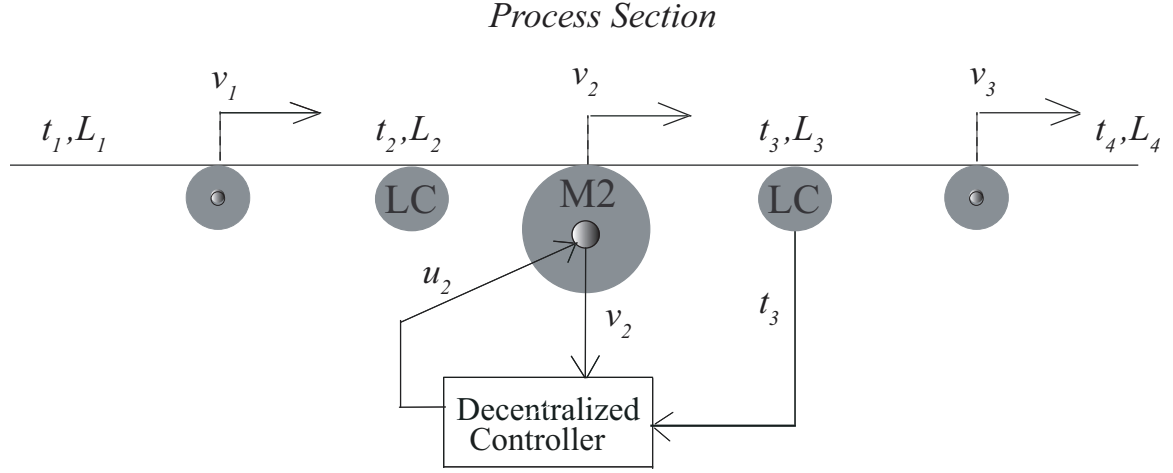 Process Section
v1 v2 v3
t1,L1 t2,L2 t3,L3 t4,L4
LC M2 LC
u2 v2 t3
Decentralized
Controller